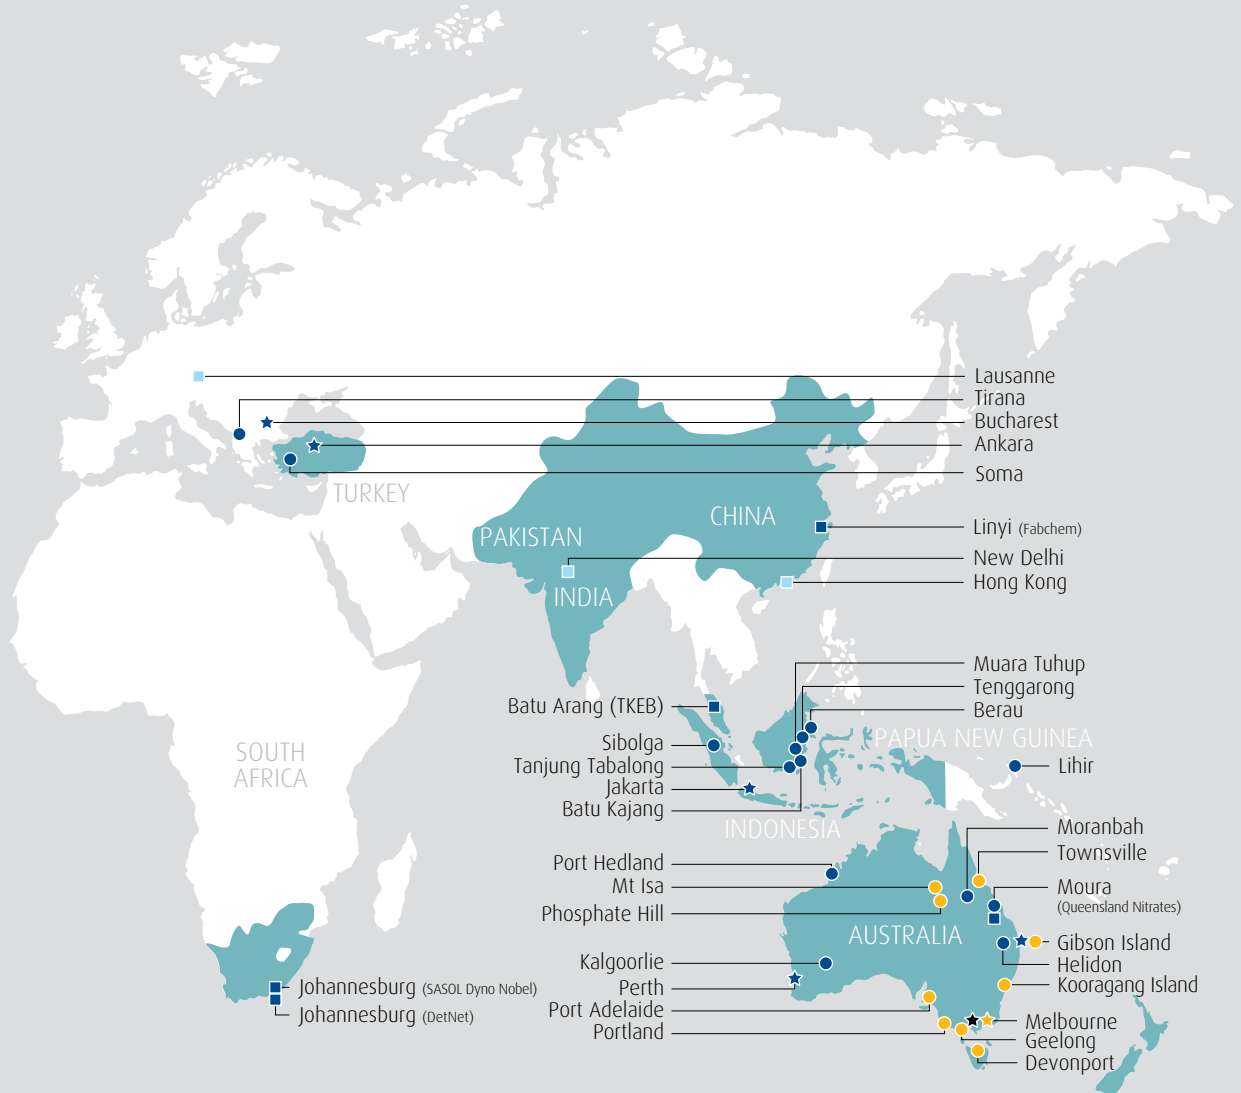 Lausanne
Tirana
Bucharest
Ankara
Soma
TURKEY
CHINA
Linyi (Fabchem)
PAKISTAN
New Delhi
Hong Kong
INDIA
Muara Tuhup
Tenggarong
Batu Arang (TKEB)
Berau
PAPUA NEW GUINEA
Sibolga
SOUTH
AFRICA
Tanjung Tabalong
Lihir
Jakarta
Batu Kajang
INDONESIA
Moranbah
Townsville
Port Hedland
Mt Isa
Moura
(Queensland Nitrates)
Phosphate Hill
AUSTRALIA
Gibson Island
Kalgoorlie
Helidon
Kooragang Island
Perth
Johannesburg (SASOL Dyno Nobel)
Johannesburg (DetNet)
Port Adelaide
Portland
Melbourne
Geelong
Devonport